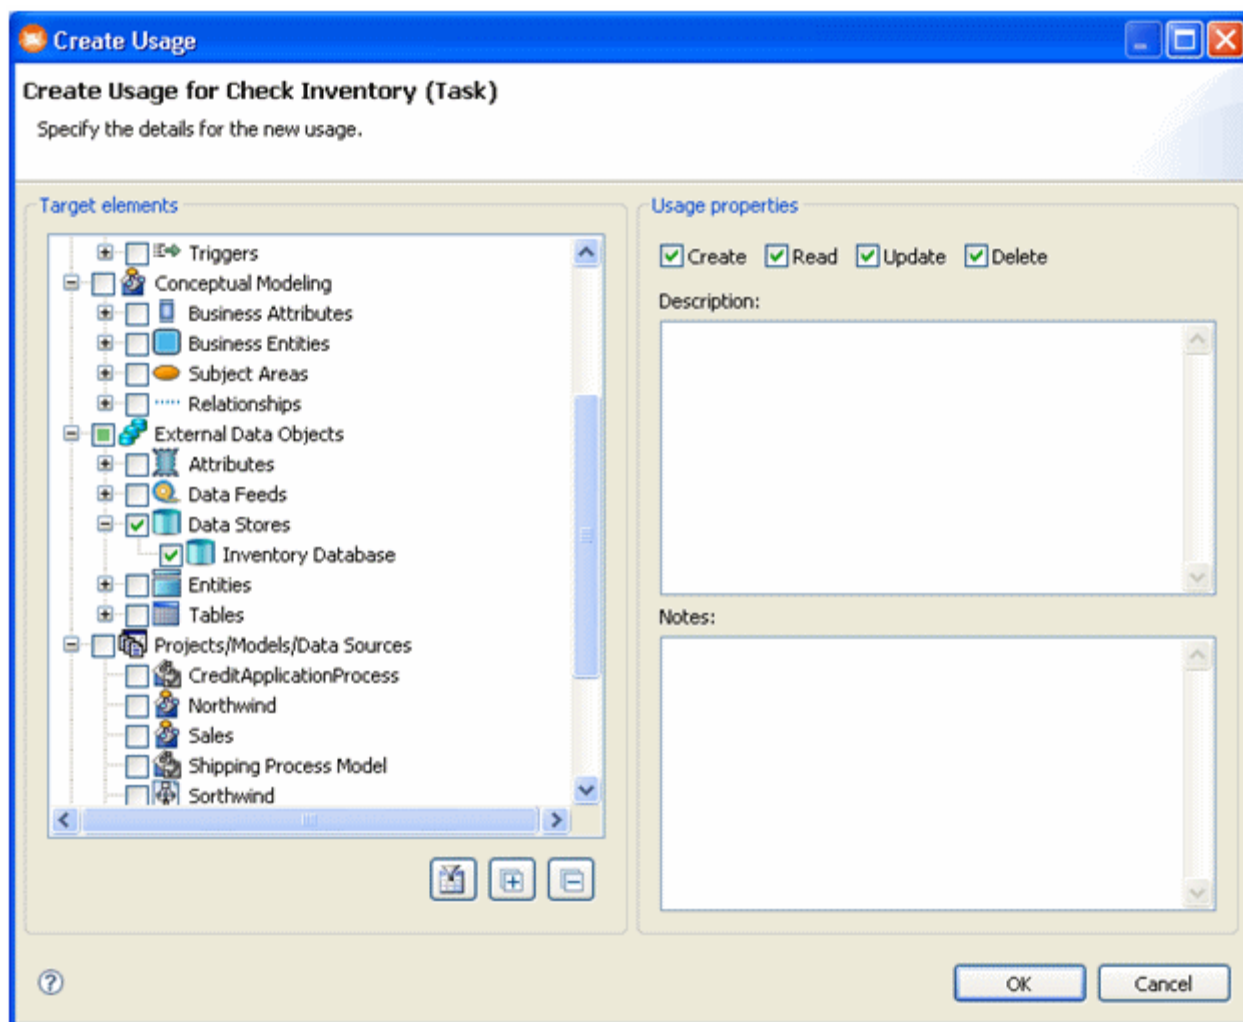 Create Usage
Create Usage for Check Inventory (Task)
Specify the details for the new usage.
Target elements
Triggers
Conceptual Modeling
Business Attributes
Business Entities
Subject Areas
Relationships
External Data Objects
Attributes
Data Feeds
Data Stores
Inventory Database
Entities
Tables
Projects/Models/Data Sources
CreditApplicationProcess
Northwind
Sales
Shipping Process Model
Sorthwind
Usage properties
Create Read Update Delete
Description:
Notes:
OK Cancel